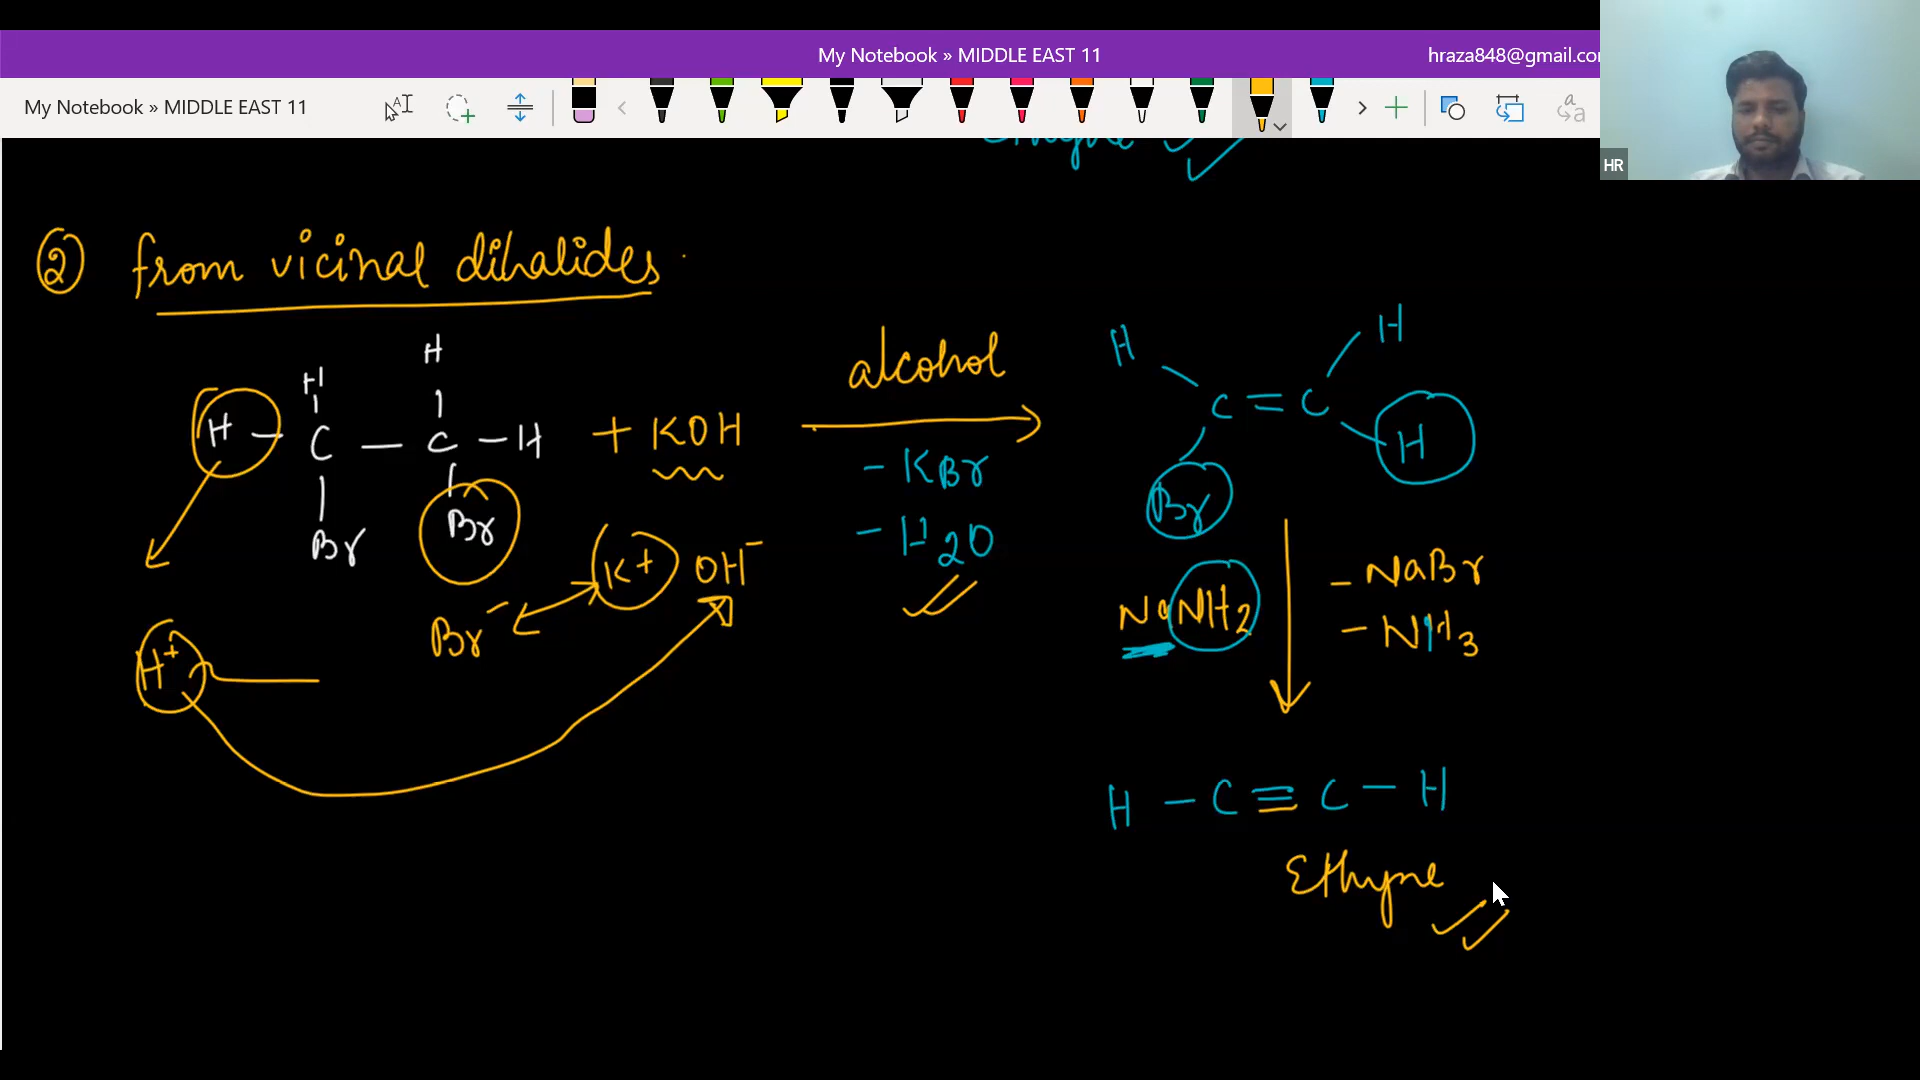 My Notebook » MIDDLE EAST 11
hraza848@gmail.co
My Notebook » MIDDLE EAST 11
HR
② from vicinal dihalides
H H
H – C – C – H + KOH
Br Br
alcohol
- KBr
- H2O
K+ OH-
Br-
H+
H H
C = C
Br H
NaNH2
- NaBr
- NH3
H – C ≡ C – H
Ethyne